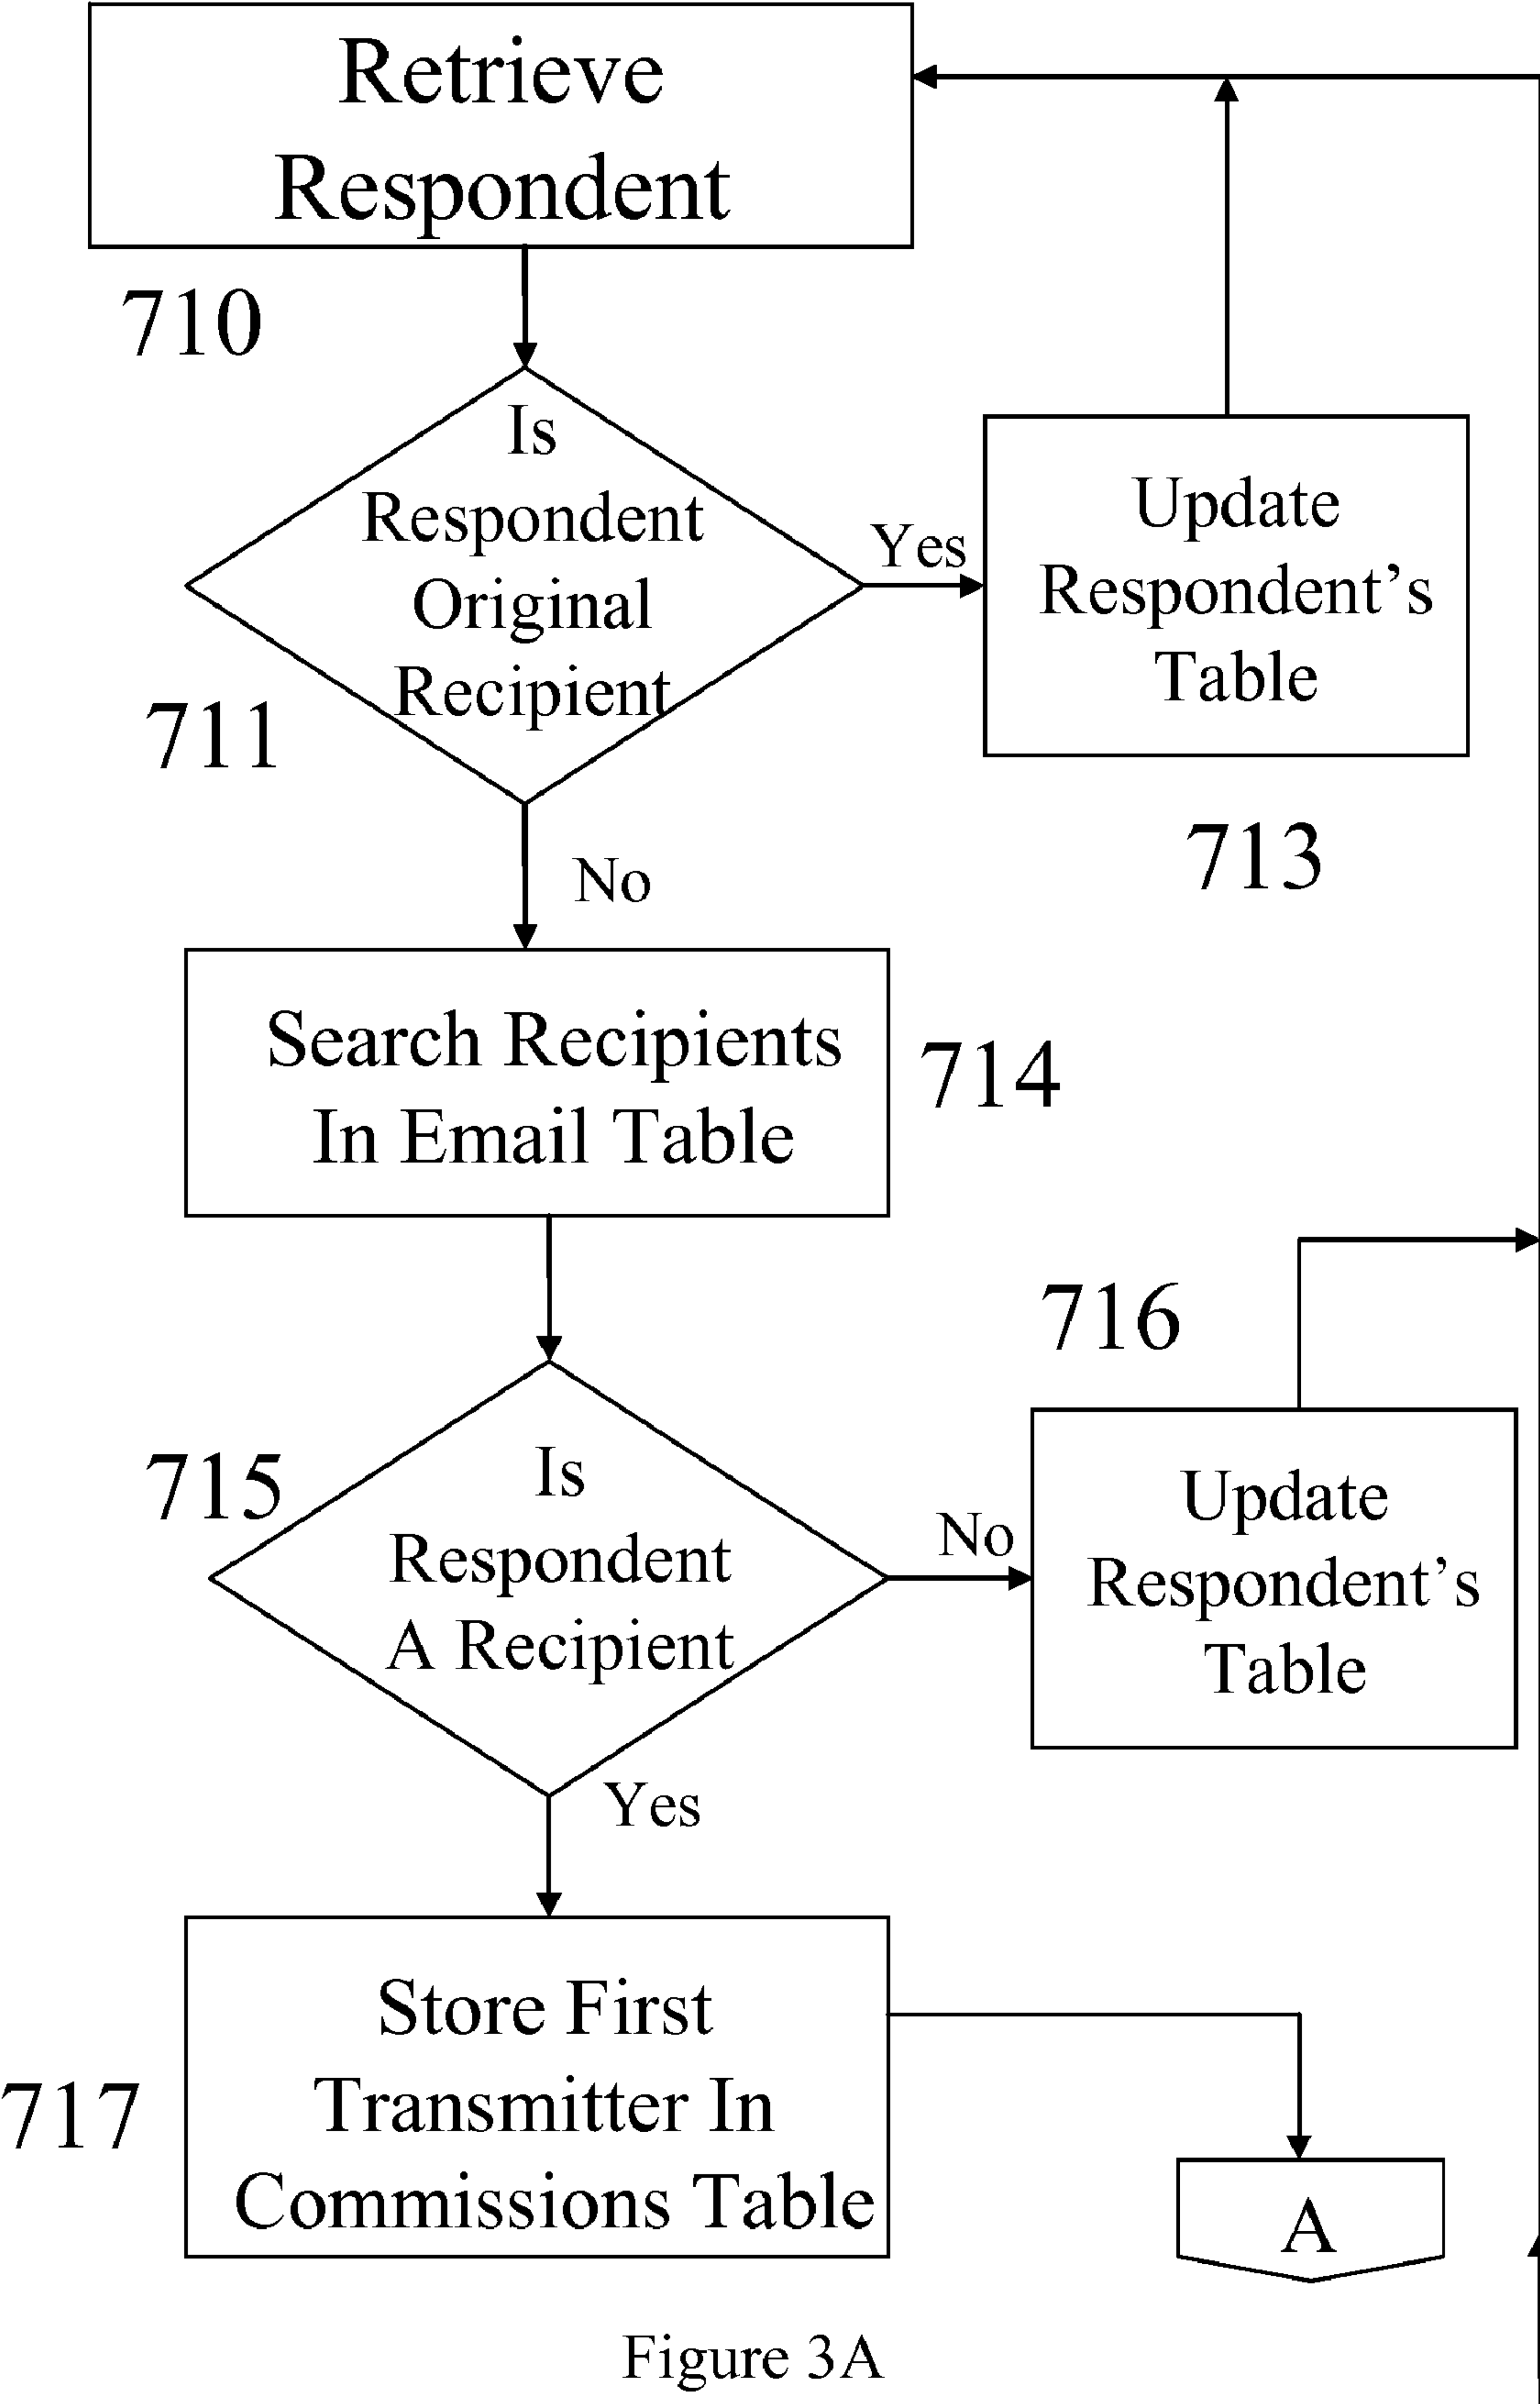 Retrieve
Respondent
710
Is
Respondent
Original
Recipient
711
Yes
Update
Respondent's
Table
713
No
Search Recipients
In Email Table
714
715
Is
Respondent
A Recipient
No
716
Update
Respondent's
Table
Yes
717
Store First
Transmitter In
Commissions Table
A
Figure 3A